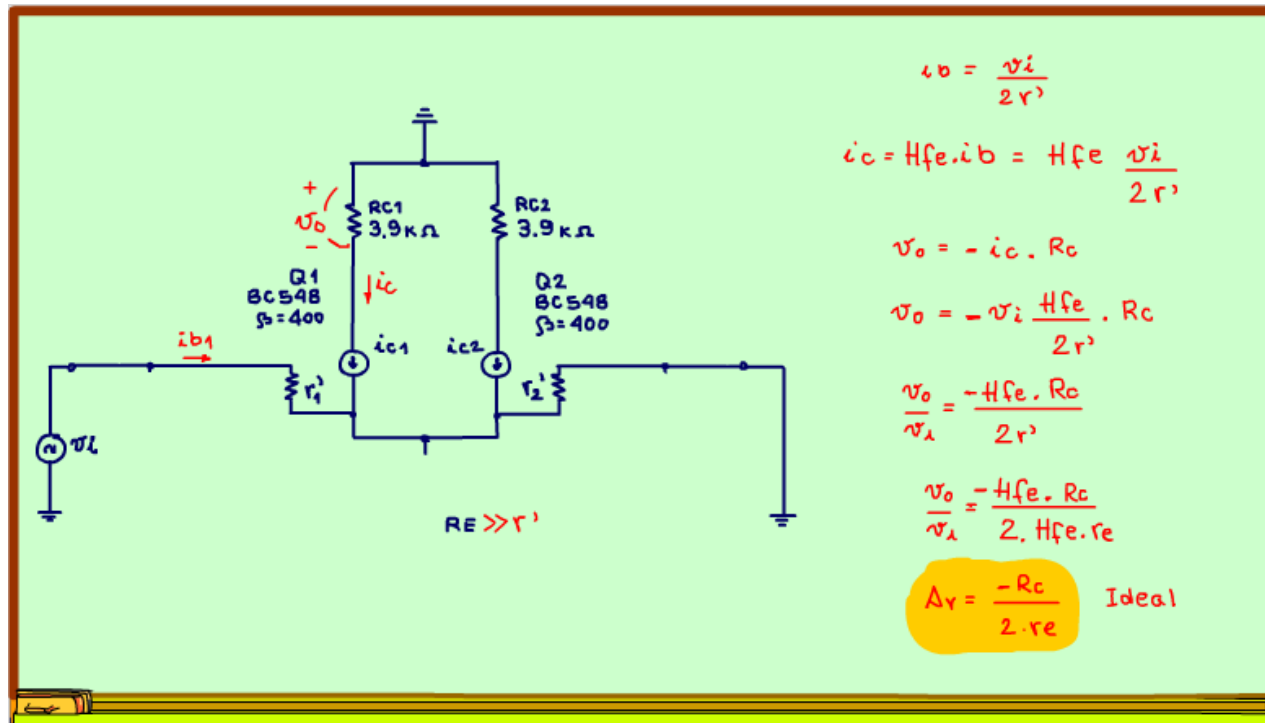 ib = vi / 2r'
ic = Hfe.ib = Hfe vi / 2r'
+
vo
-
RC1
3.9kΩ
RC2
3.9kΩ
vo = -ic. Rc
Q1
BC548
β=400
ic
Q2
BC548
β=400
vo = -vi Hfe / 2r' . Rc
ib1
ic1
ic2
r1'
r2'
vo / vi = -Hfe. Rc / 2r'
vi
RE >> r'
vo / vi = -Hfe. Rc / 2. Hfe.re
Av = -Rc / 2.re Ideal